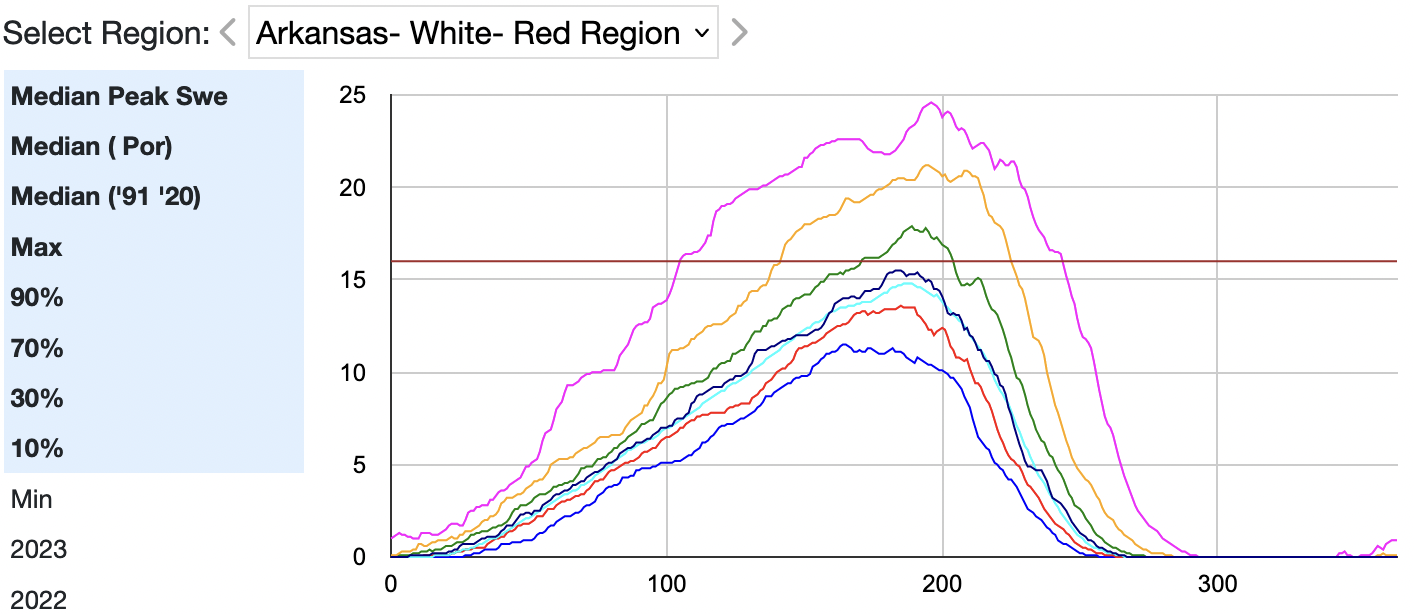 Select Region: < Arkansas- White- Red Region >
Median Peak Swe
Median ( Por)
Median ('91 '20)
Max
90%
70%
30%
10%
Min
2023
2022
25
20
15
10
5
0
0 100 200 300